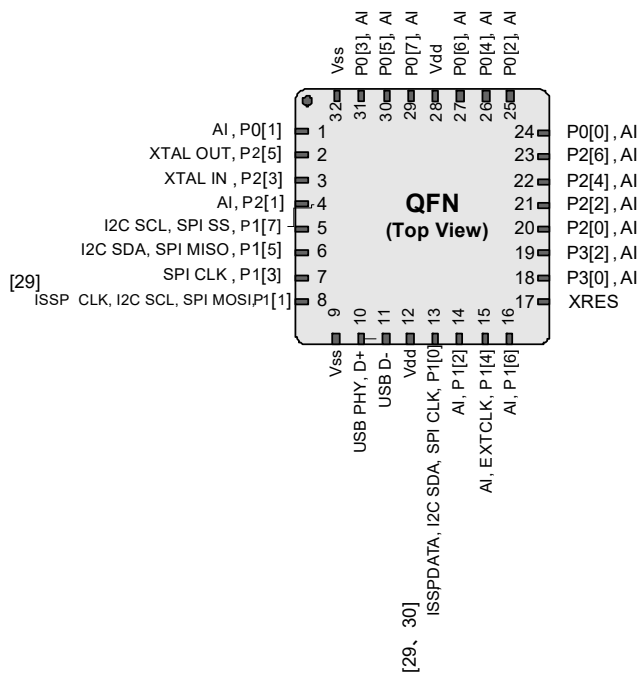 Vss
P0[3], AI
P0[5], AI
P0[7], AI
Vdd
P0[6], AI
P0[4], AI
P0[2], AI
32
31
30
29
28
27
26
25
AI, P0[1]
1
XTAL OUT, P2[5]
2
XTAL IN, P2[3]
3
AI, P2[1]
4
I2C SCL, SPI SS, P1[7]
5
I2C SDA, SPI MISO, P1[5]
6
SPI CLK, P1[3]
7
[29]
ISSP CLK, I2C SCL, SPI MOSI, P1[1]
8
QFN
(Top View)
24
P0[0], AI
23
P2[6], AI
22
P2[4], AI
21
P2[2], AI
20
P2[0], AI
19
P3[2], AI
18
P3[0], AI
17
XRES
9
10
11
12
13
14
15
16
Vss
USB PHY, D+
USB D-
Vdd
ISSPDATA, I2C SDA, SPI CLK, P1[0]
AI, P1[2]
AI, EXTCLK, P1[4]
AI, P1[6]
[29、30]